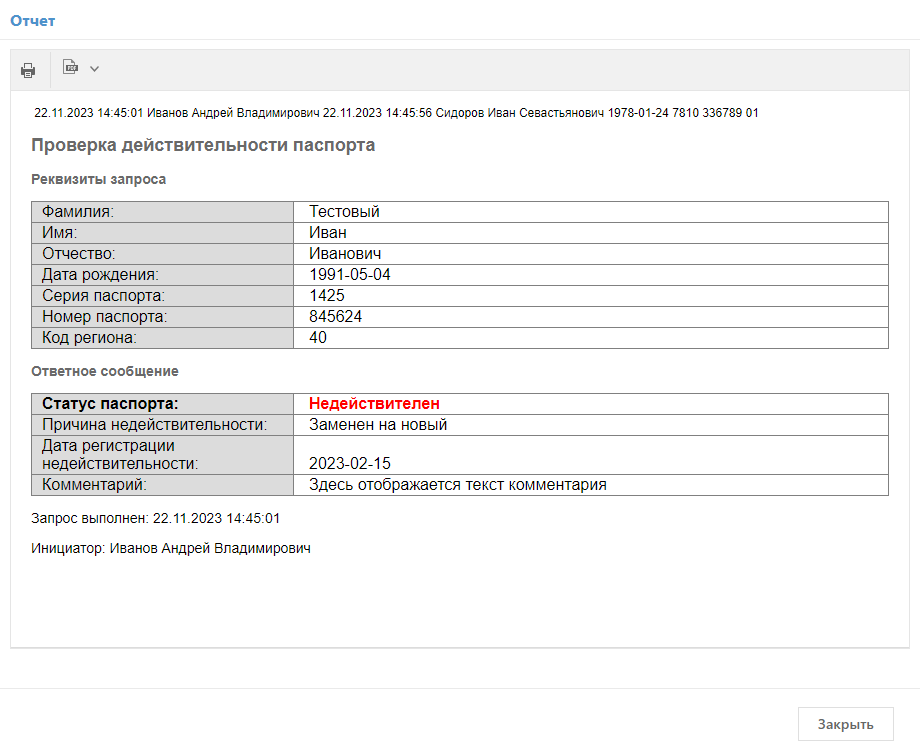 Отчет
PDF
22.11.2023 14:45:01 Иванов Андрей Владимирович 22.11.2023 14:45:56 Сидоров Иван Севастьянович 1978-01-24 7810 336789 01
Проверка действительности паспорта
Реквизиты запроса
Фамилия: Тестовый
Имя: Иван
Отчество: Иванович
Дата рождения: 1991-05-04
Серия паспорта: 1425
Номер паспорта: 845624
Код региона: 40
Ответное сообщение
Статус паспорта: Недействителен
Причина недействительности: Заменен на новый
Дата регистрации
недействительности: 2023-02-15
Комментарий: Здесь отображается текст комментария
Запрос выполнен: 22.11.2023 14:45:01
Инициатор: Иванов Андрей Владимирович
Закрыть